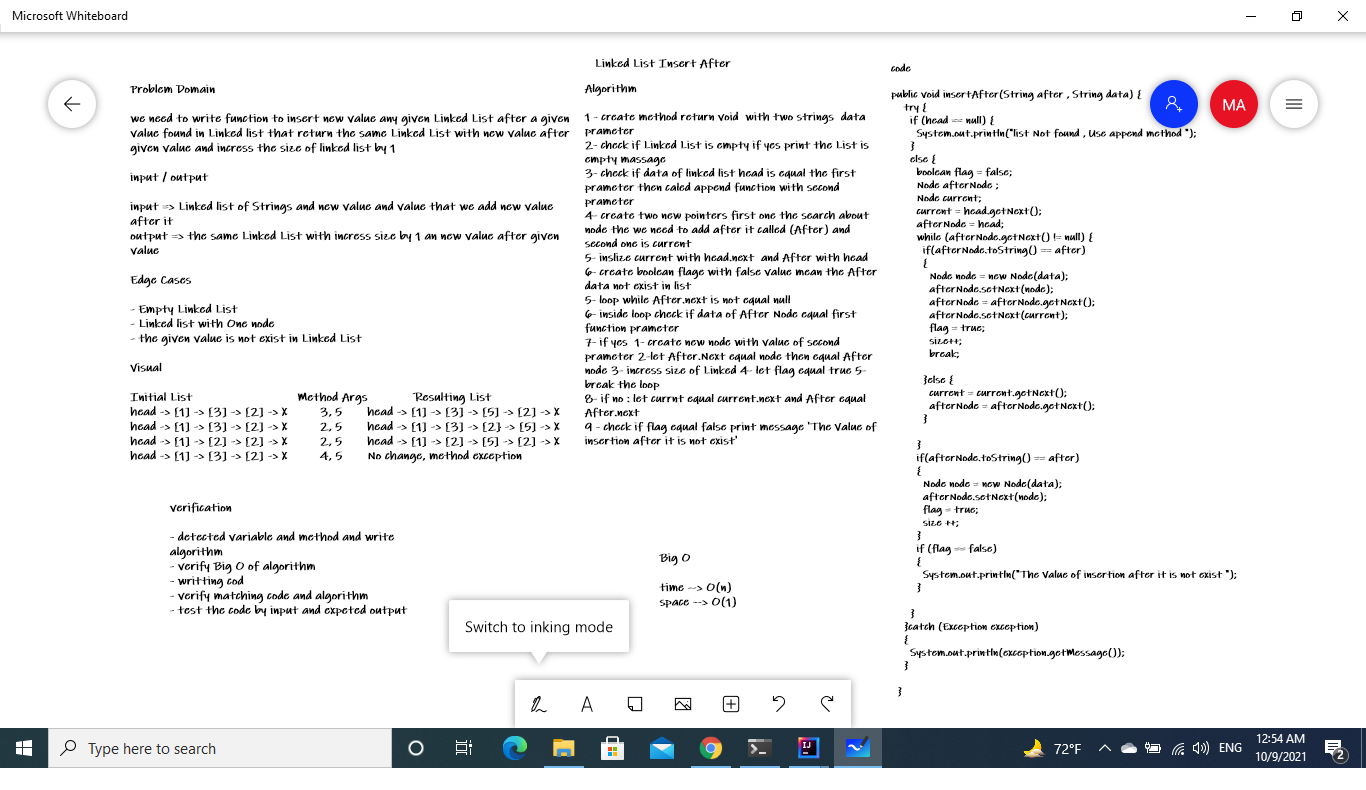 Microsoft Whiteboard
Linked List Insert After
Problem Domain
we need to write function to insert new value any given Linked List after a given
value found in Linked list that return the same Linked List with new value after
given value and incress the size of linked list by 1
input / output
input => Linked list of Strings and new value and value that we add new value
after it
output => the same Linked List with incress size by 1 an new value after given
value
Edge Cases
- Empty Linked List
- Linked list with One node
- the given value is not exist in Linked List
Visual
Initial List Method Args Resulting List
head -> [1] -> [3] -> [2] -> X 3, 5 head -> [1] -> [3] -> [5] -> [2] -> X
head -> [1] -> [3] -> [2] -> X 2, 5 head -> [1] -> [3] -> [2} -> [5] -> X
head -> [1] -> [2] -> [2] -> X 2, 5 head -> [1] -> [2] -> [5] -> [2] -> X
head -> [1] -> [3] -> [2] -> X 4, 5 No change, method exception
verification
- detected variable and method and write
algorithm
- verify Big O of algorithm
- writting cod
- verify matching code and algorithm
- test the code by input and expeted output
Algorithm
1 - create method return void with two strings data
prameter
2- check if Linked List is empty if yes print the List is
empty massage
3- check if data of linked list head is equal the first
prameter then caled append function with second
prameter
4- create two new pointers first one the search about
node the we need to add after it called (After) and
second one is current
5- inslize current with head.next and After with head
6- create boolean flage with false value mean the After
data not exist in list
5- loop while After.next is not equal null
6- inside loop check if data of After Node equal first
function prameter
7- if yes 1- create new node with value of second
prameter 2-let After.Next equal node then equal After
node 3- incress size of Linked 4- let flag equal true 5-
break the loop
8- if no : let currnt equal current.next and After equal
After.next
9 - check if flag equal false print message 'The Value of
insertion after it is not exist'
Big O
time --> O(n)
space --> O(1)
code
public void insertAfter(String after , String data) {
try {
if (head == null) {
System.out.println("list Not found , Use append method ");
}
else {
boolean flag = false;
Node afterNode ;
Node current;
current = head.getNext();
afterNode = head;
while (afterNode.getNext() != null) {
if(afterNode.toString() == after)
{
Node node = new Node(data);
afterNode.setNext(node);
afterNode = afterNode.getNext();
afterNode.setNext(current);
flag = true;
size++;
break;
}else {
current = current.getNext();
afterNode = afterNode.getNext();
}
}
if(afterNode.toString() == after)
{
Node node = new Node(data);
afterNode.setNext(node);
flag = true;
size ++;
}
if (flag == false)
{
System.out.println("The Value of insertion after it is not exist ");
}
}
}catch (Exception exception)
{
System.out.println(exception.getMessage());
}
}
MA
Switch to inking mode
Type here to search
72°F
ENG
12:54 AM
10/9/2021
2